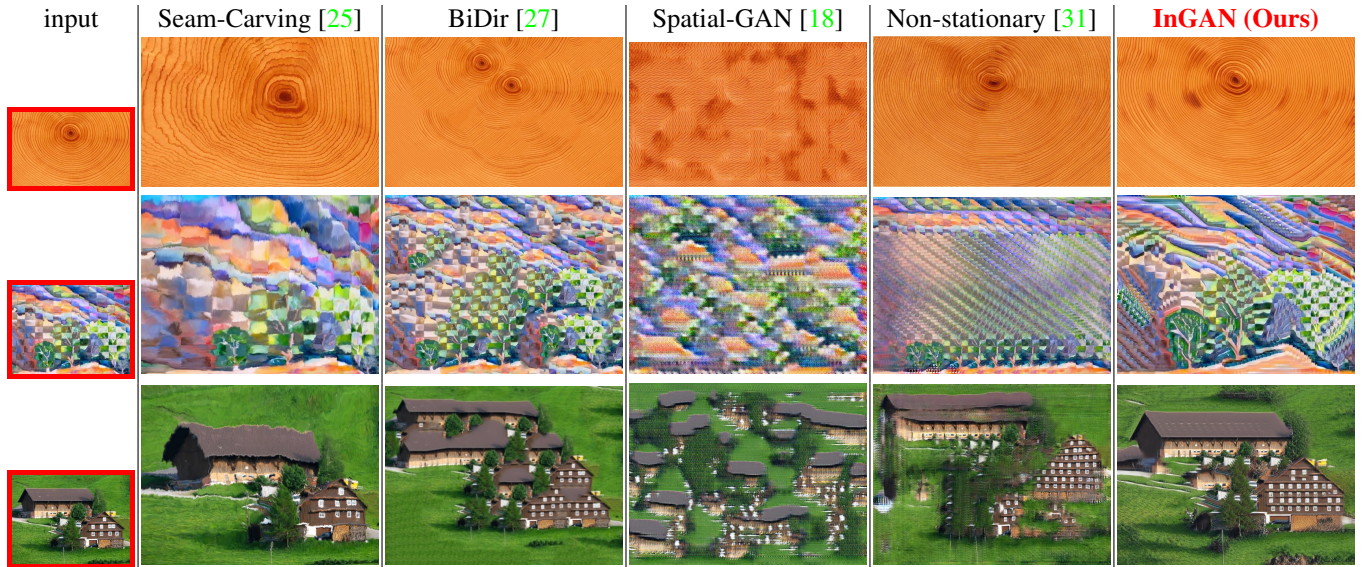 input Seam-Carving [25] BiDir [27] Spatial-GAN [18] Non-stationary [31] InGAN (Ours)